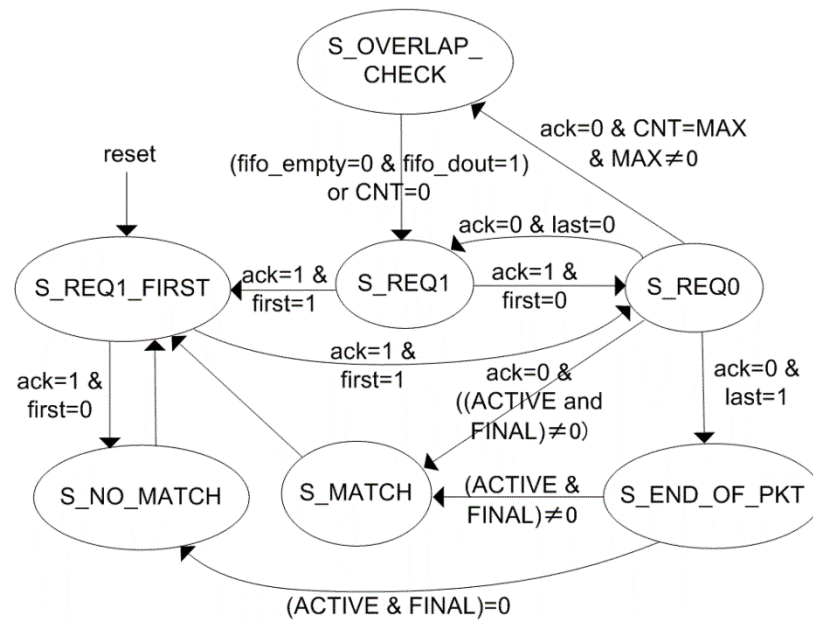 S_OVERLAP_
CHECK
ack=0 & CNT=MAX
& MAX≠0
reset
(fifo_empty=0 & fifo_dout=1)
or CNT=0
ack=0 & last=0
S_REQ1_FIRST
ack=1 &
first=1
S_REQ1
ack=1 &
first=0
S_REQ0
ack=1 &
first=1
ack=1 &
first=0
ack=0 &
((ACTIVE and
FINAL)≠0)
ack=0 &
last=1
S_NO_MATCH
S_MATCH
(ACTIVE &
FINAL)≠0
S_END_OF_PKT
(ACTIVE & FINAL)=0